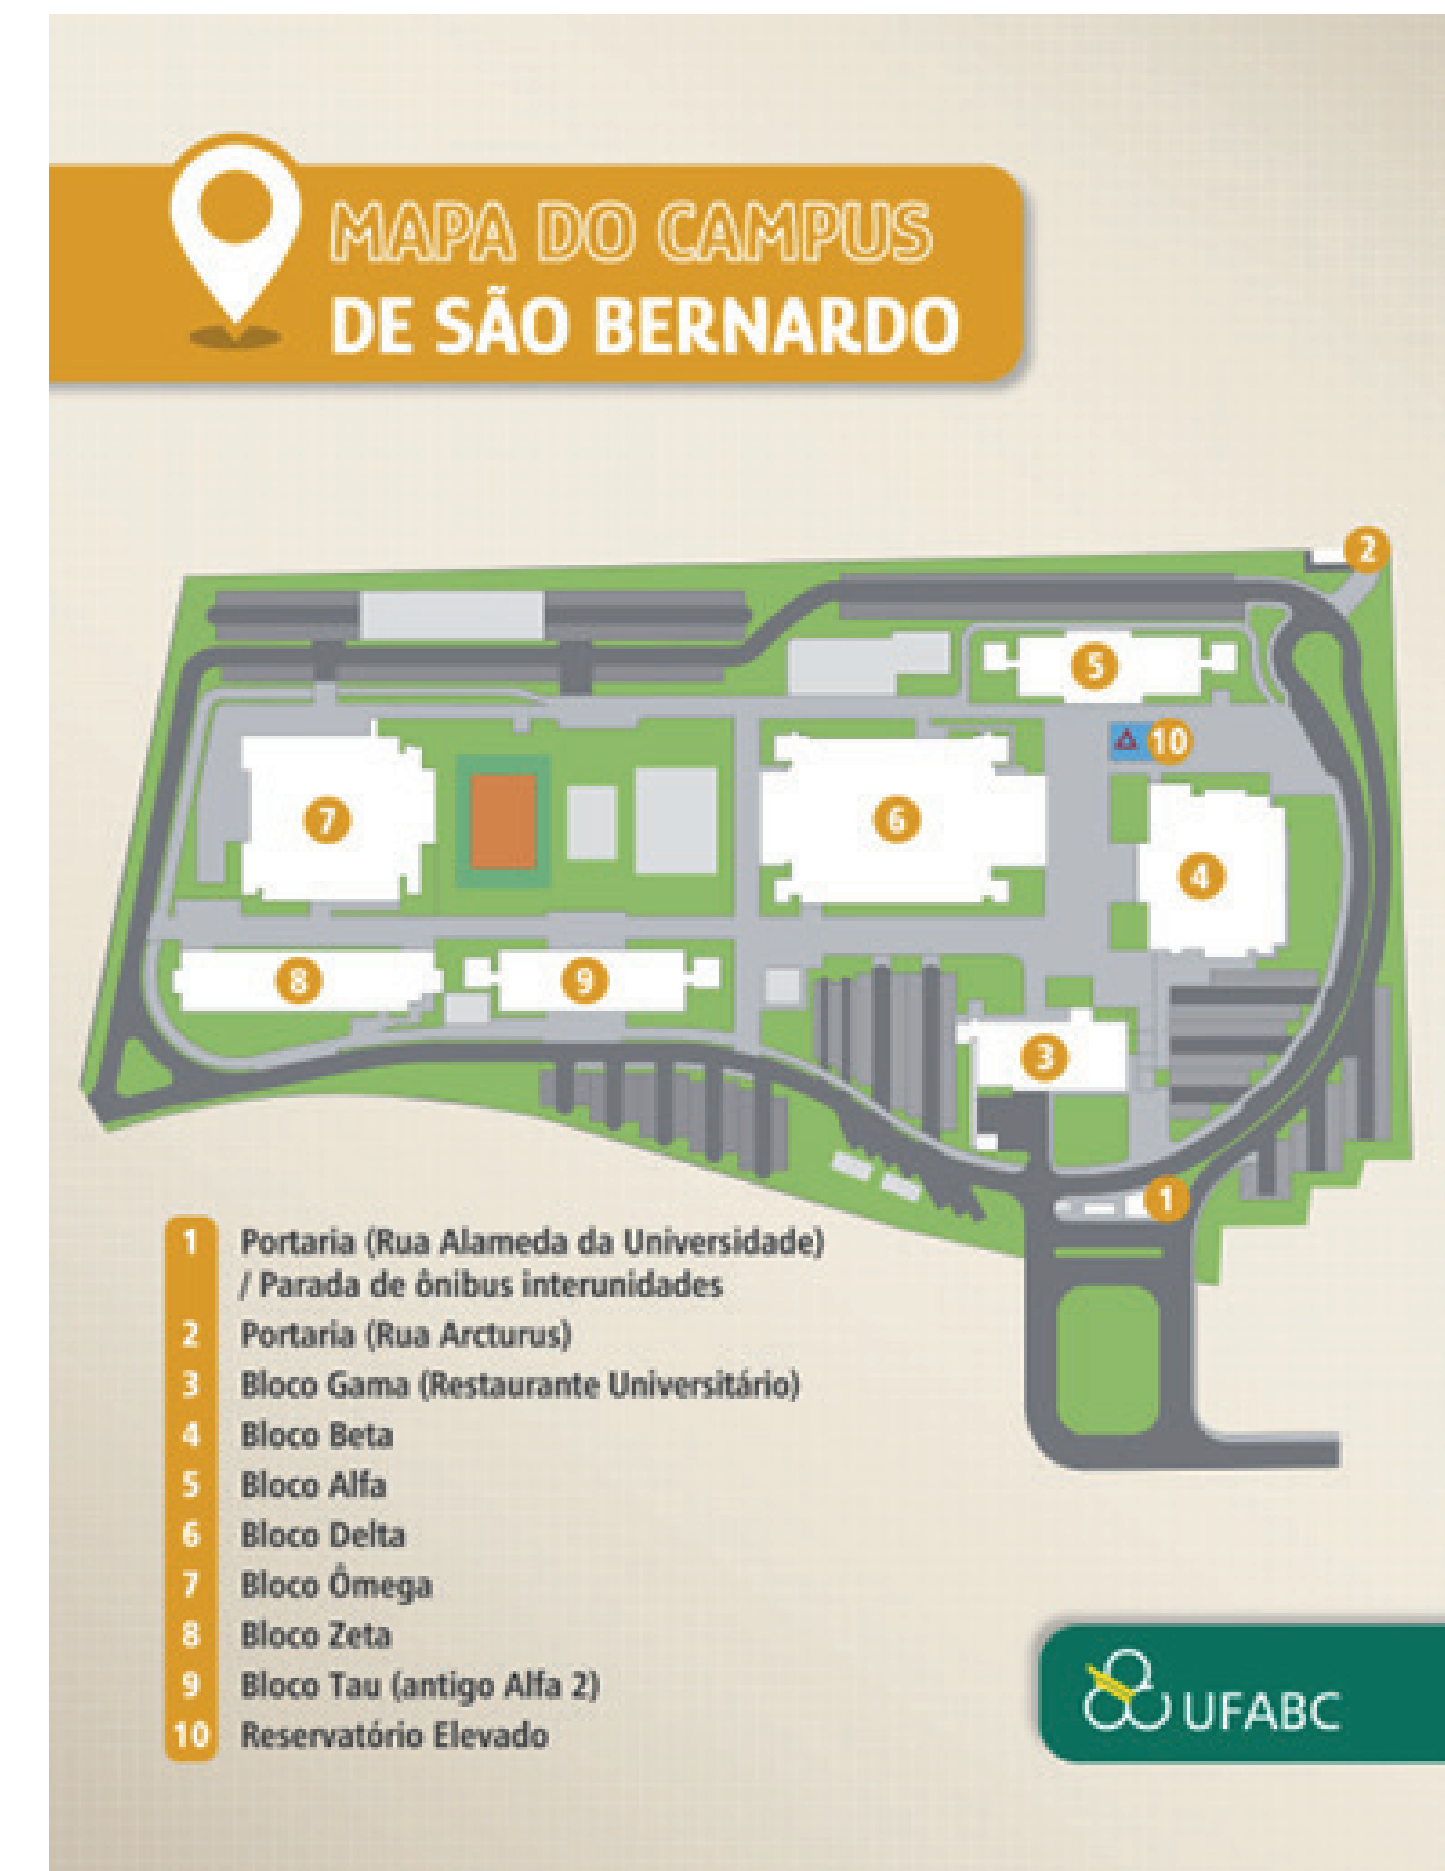 MAPA DO CAMPUS
DE SÃO BERNARDO
2
5
10
7
6
4
8
9
3
1
1 Portaria (Rua Alameda da Universidade)
/ Parada de ônibus interunidades
2 Portaria (Rua Arcturus)
3 Bloco Gama (Restaurante Universitário)
4 Bloco Beta
5 Bloco Alfa
6 Bloco Delta
7 Bloco Ômega
8 Bloco Zeta
9 Bloco Tau (antigo Alfa 2)
10 Reservatório Elevado
UFABC